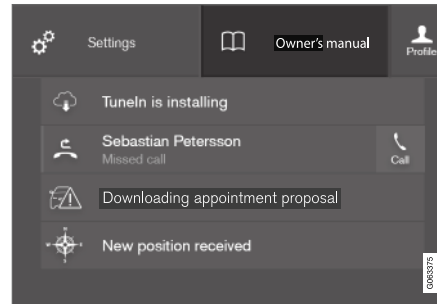 Settings
Owner's manual
Profile
TuneIn is installing
Sebastian Petersson
Missed call
Call
Downloading appointment proposal
New position received
G063375